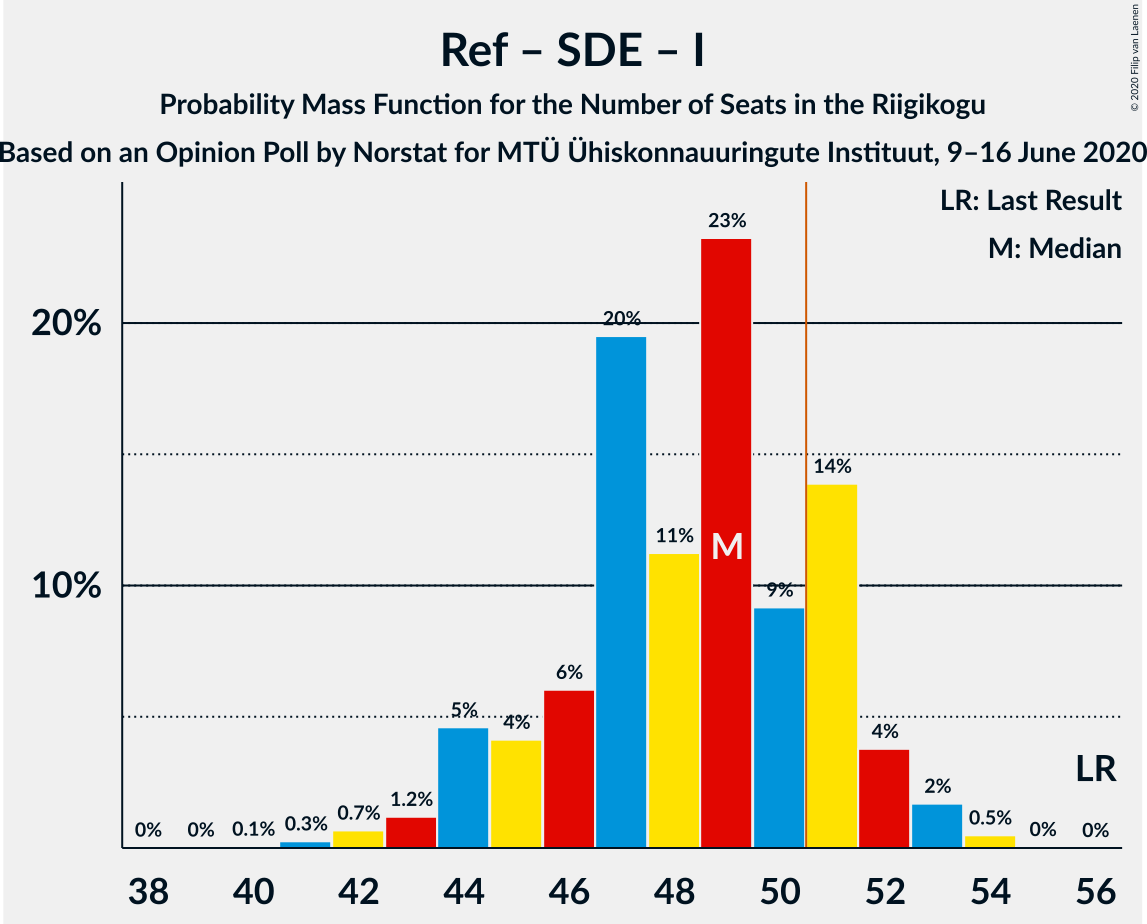 Ref – SDE – I
Probability Mass Function for the Number of Seats in the Riigikogu
Based on an Opinion Poll by Norstat for MTÜ Ühiskonnauuringute Instituut, 9–16 June 2020
© 2020 Filip van Laenen
LR: Last Result
M: Median
20%
10%
0%
0%
0.1%
0.3%
0.7%
1.2%
5%
4%
6%
20%
11%
23%
M
9%
14%
4%
2%
0.5%
0%
0%
LR
38 40 42 44 46 48 50 52 54 56